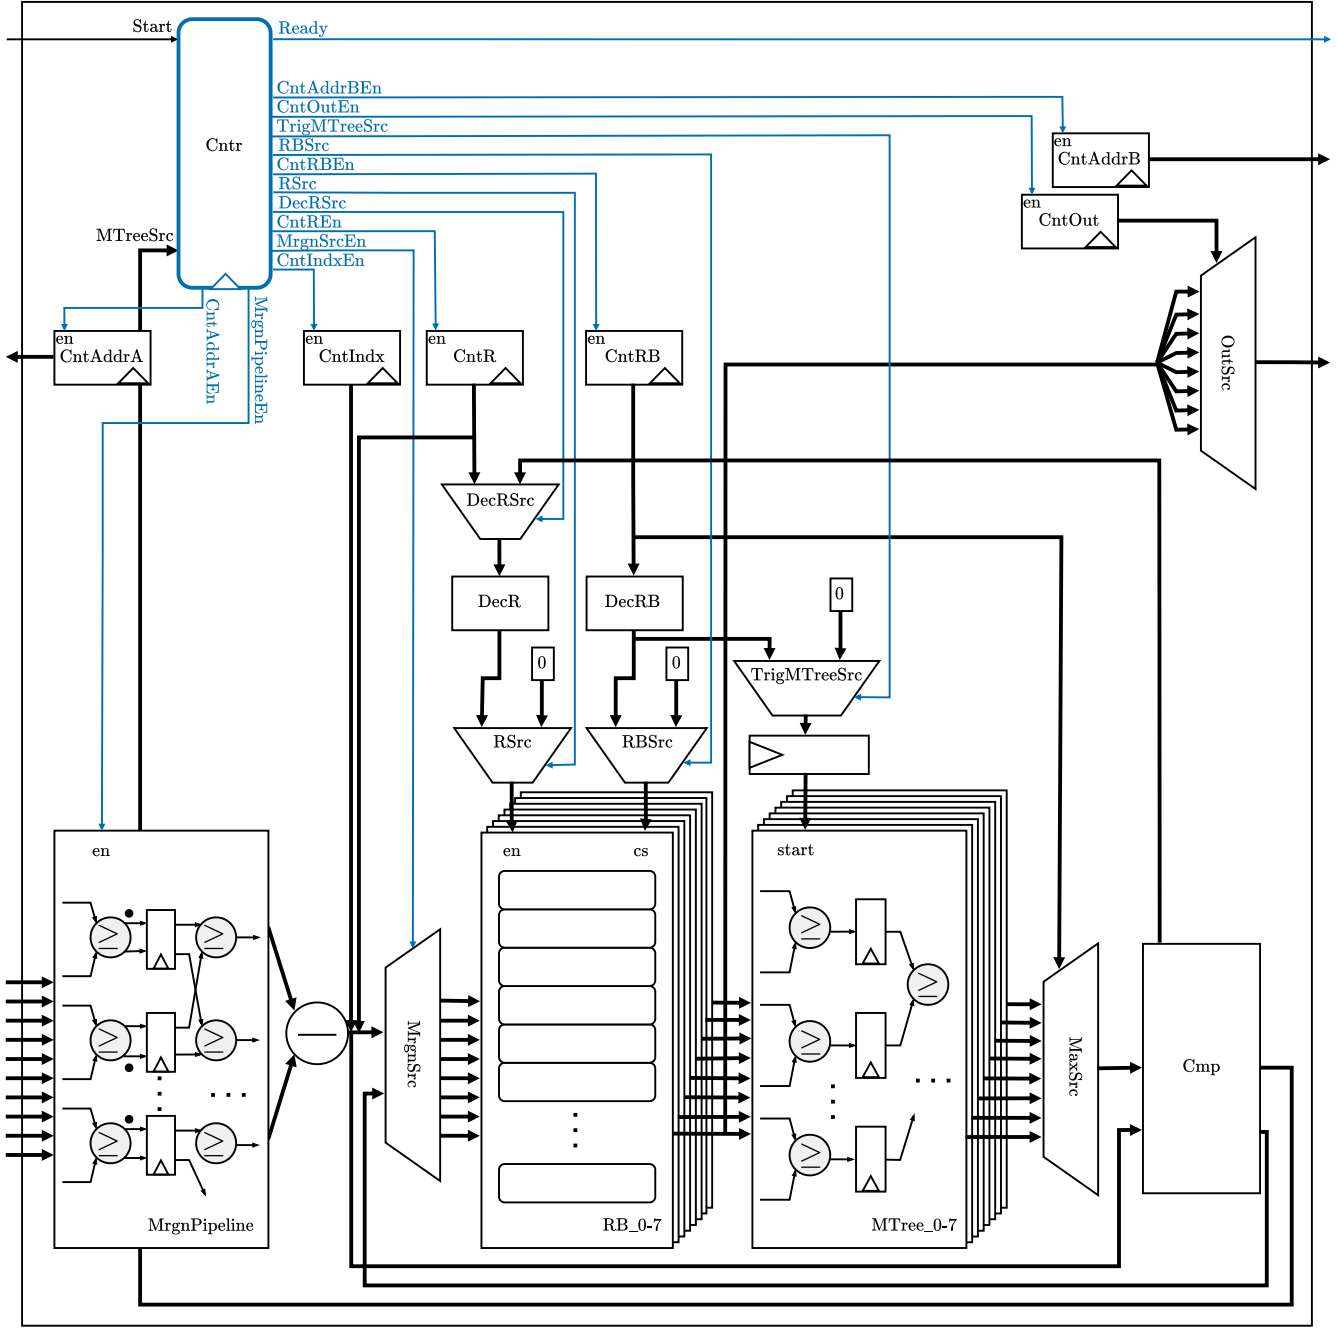 Start
Ready
CntAddrBEn
CntOutEn
TrigMTreeSrc
RBSrc
CntRBEn
RSrc
DecRSrc
CntREn
MrgnSrcEn
CntIndxEn
Cntr
MTreeSrc
en
CntAddrB
en
CntOut
CntAddrAEn
MrgnPipelineEn
en
CntAddrA
en
CntIndx
en
CntR
en
CntRB
OutSrc
DecRSrc
DecR
DecRB
0
0
0
TrigMTreeSrc
RSrc
RBSrc
en
en
cs
start
≥
≥
≥
≥
≥
≥
≥
≥
≥
≥
MrgnSrc
MaxSrc
Cmp
MrgnPipeline
RB_0-7
MTree_0-7